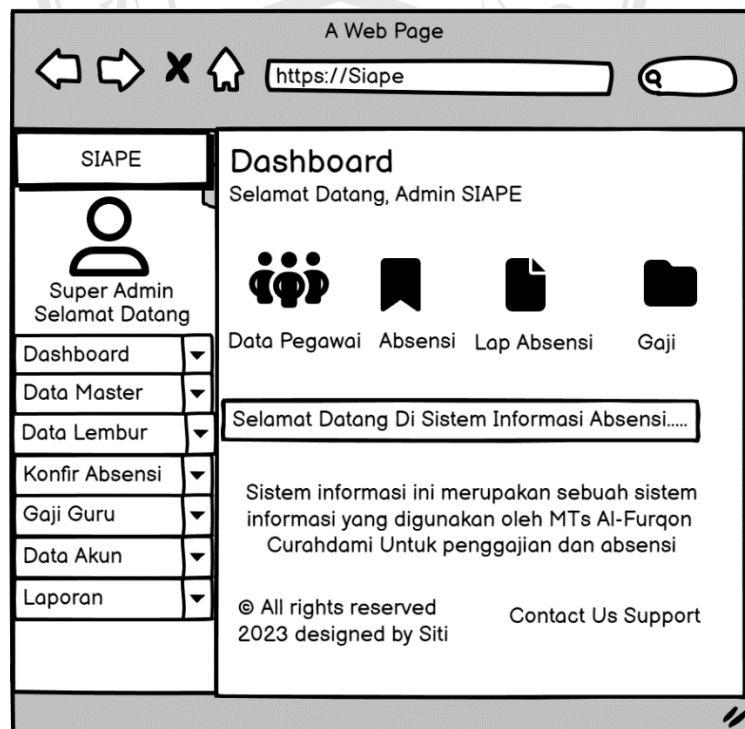 A Web Page
https://Siape
SIAPE
Super Admin
Selamat Datang
Dashboard
Data Master
Data Lembur
Konfir Absensi
Gaji Guru
Data Akun
Laporan
Dashboard
Selamat Datang, Admin SIAPE
Data Pegawai
Absensi
Lap Absensi
Gaji
Selamat Datang Di Sistem Informasi Absensi.....
Sistem informasi ini merupakan sebuah sistem
informasi yang digunakan oleh MTs Al-Furqon
Curahdami Untuk penggajian dan absensi
© All rights reserved
2023 designed by Siti
Contact Us Support